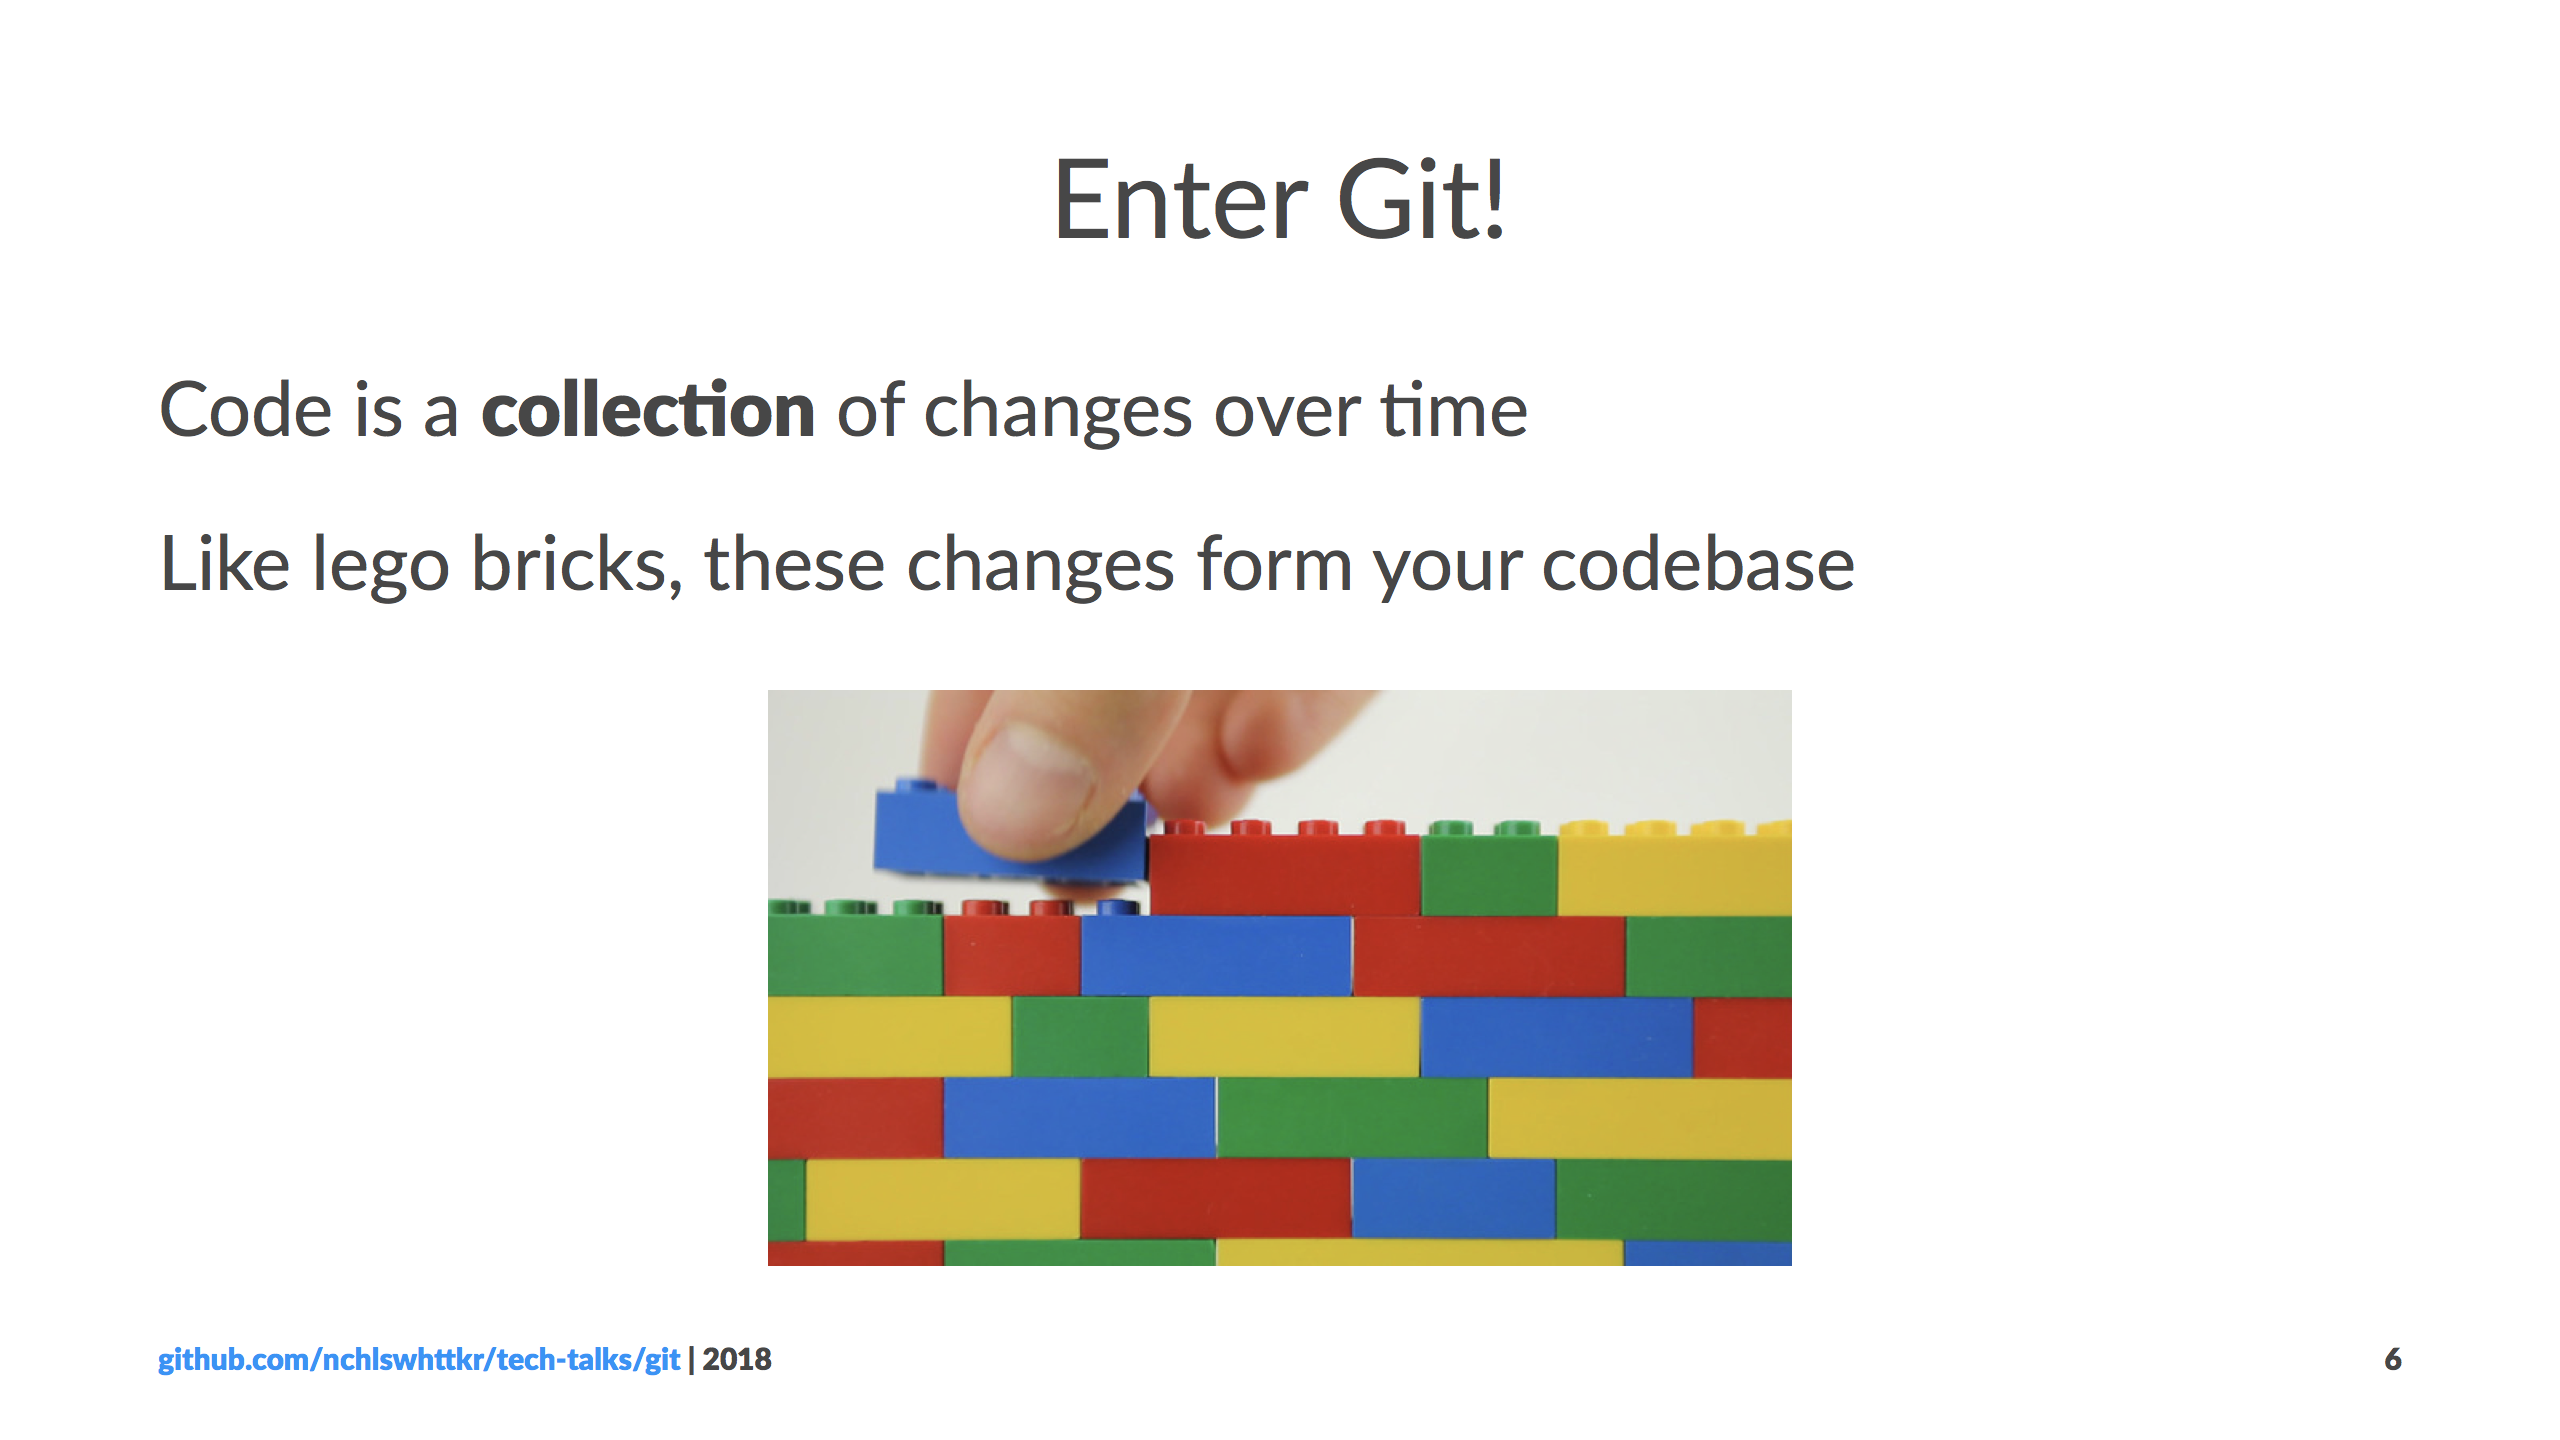 Enter Git!
Code is a collection of changes over time
Like lego bricks, these changes form your codebase
github.com/nchlswhttkr/tech-talks/git | 2018
6